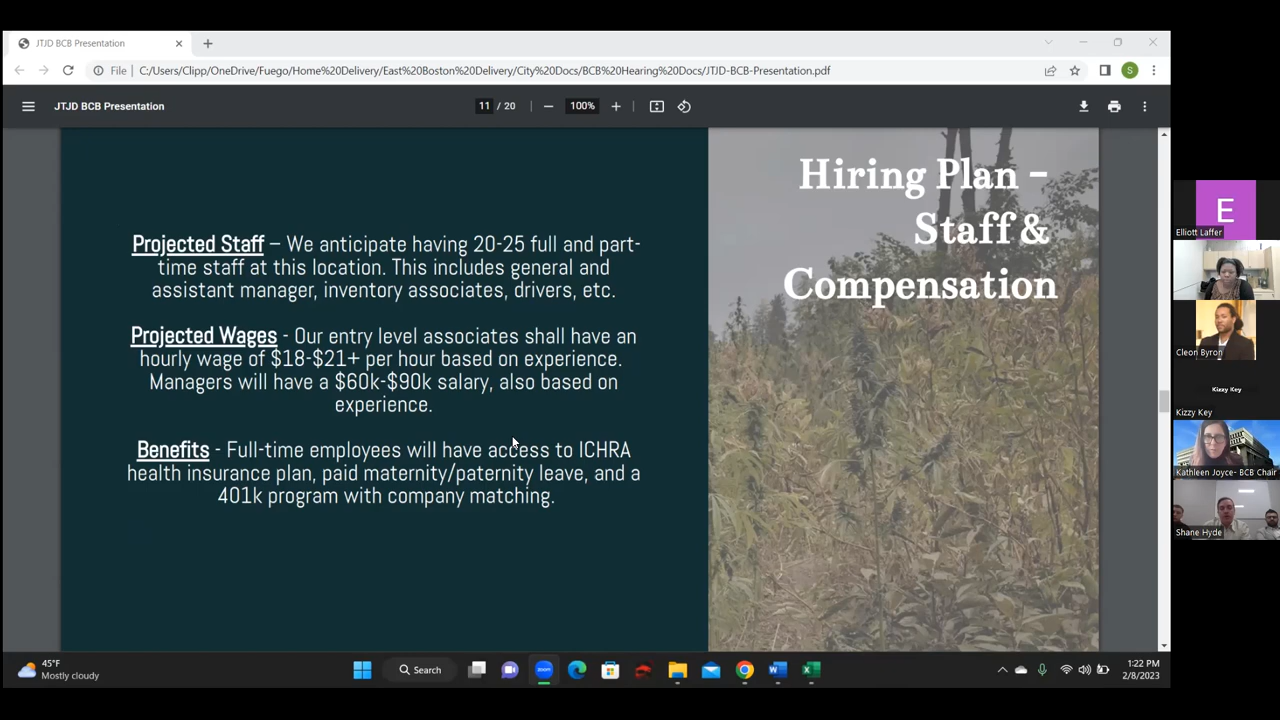 JTJD BCB Presentation
File
C:/Users/Clipp/OneDrive/Fuego/Home%20Delivery/East%20Boston%20Delivery/City%20Docs/BCB%20Hearing%20Docs/JTJD-BCB-Presentation.pdf
S
JTJD BCB Presentation
11 / 20
100%
Hiring Plan –
Staff &
Compensation
Projected Staff – We anticipate having 20-25 full and part-
time staff at this location. This includes general and
assistant manager, inventory associates, drivers, etc.
Projected Wages - Our entry level associates shall have an
hourly wage of $18-$21+ per hour based on experience.
Managers will have a $60k-$90k salary, also based on
experience.
Benefits - Full-time employees will have access to ICHRA
health insurance plan, paid maternity/paternity leave, and a
401k program with company matching.
E
Elliott Laffer
Cleon Byron
Kizzy Key
Kizzy Key
Kathleen Joyce- BCB Chair
Shane Hyde
45°F
Mostly cloudy
Search
zoom
1:22 PM
2/8/2023